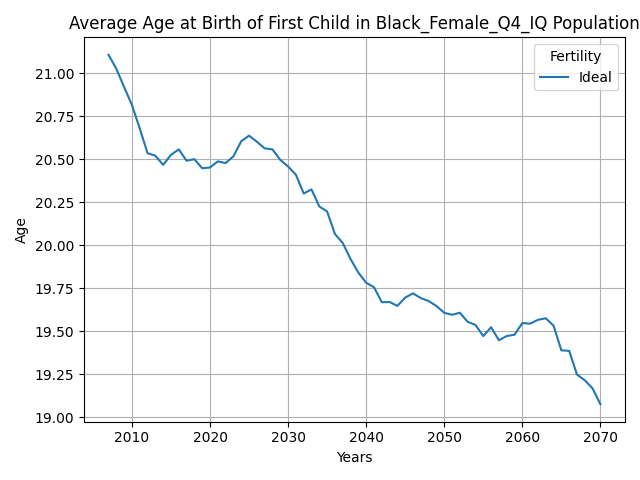 Average Age at Birth of First Child in Black_Female_Q4_IQ Population
Fertility
Ideal
Age
21.00
20.75
20.50
20.25
20.00
19.75
19.50
19.25
19.00
2010 2020 2030 2040 2050 2060 2070
Years